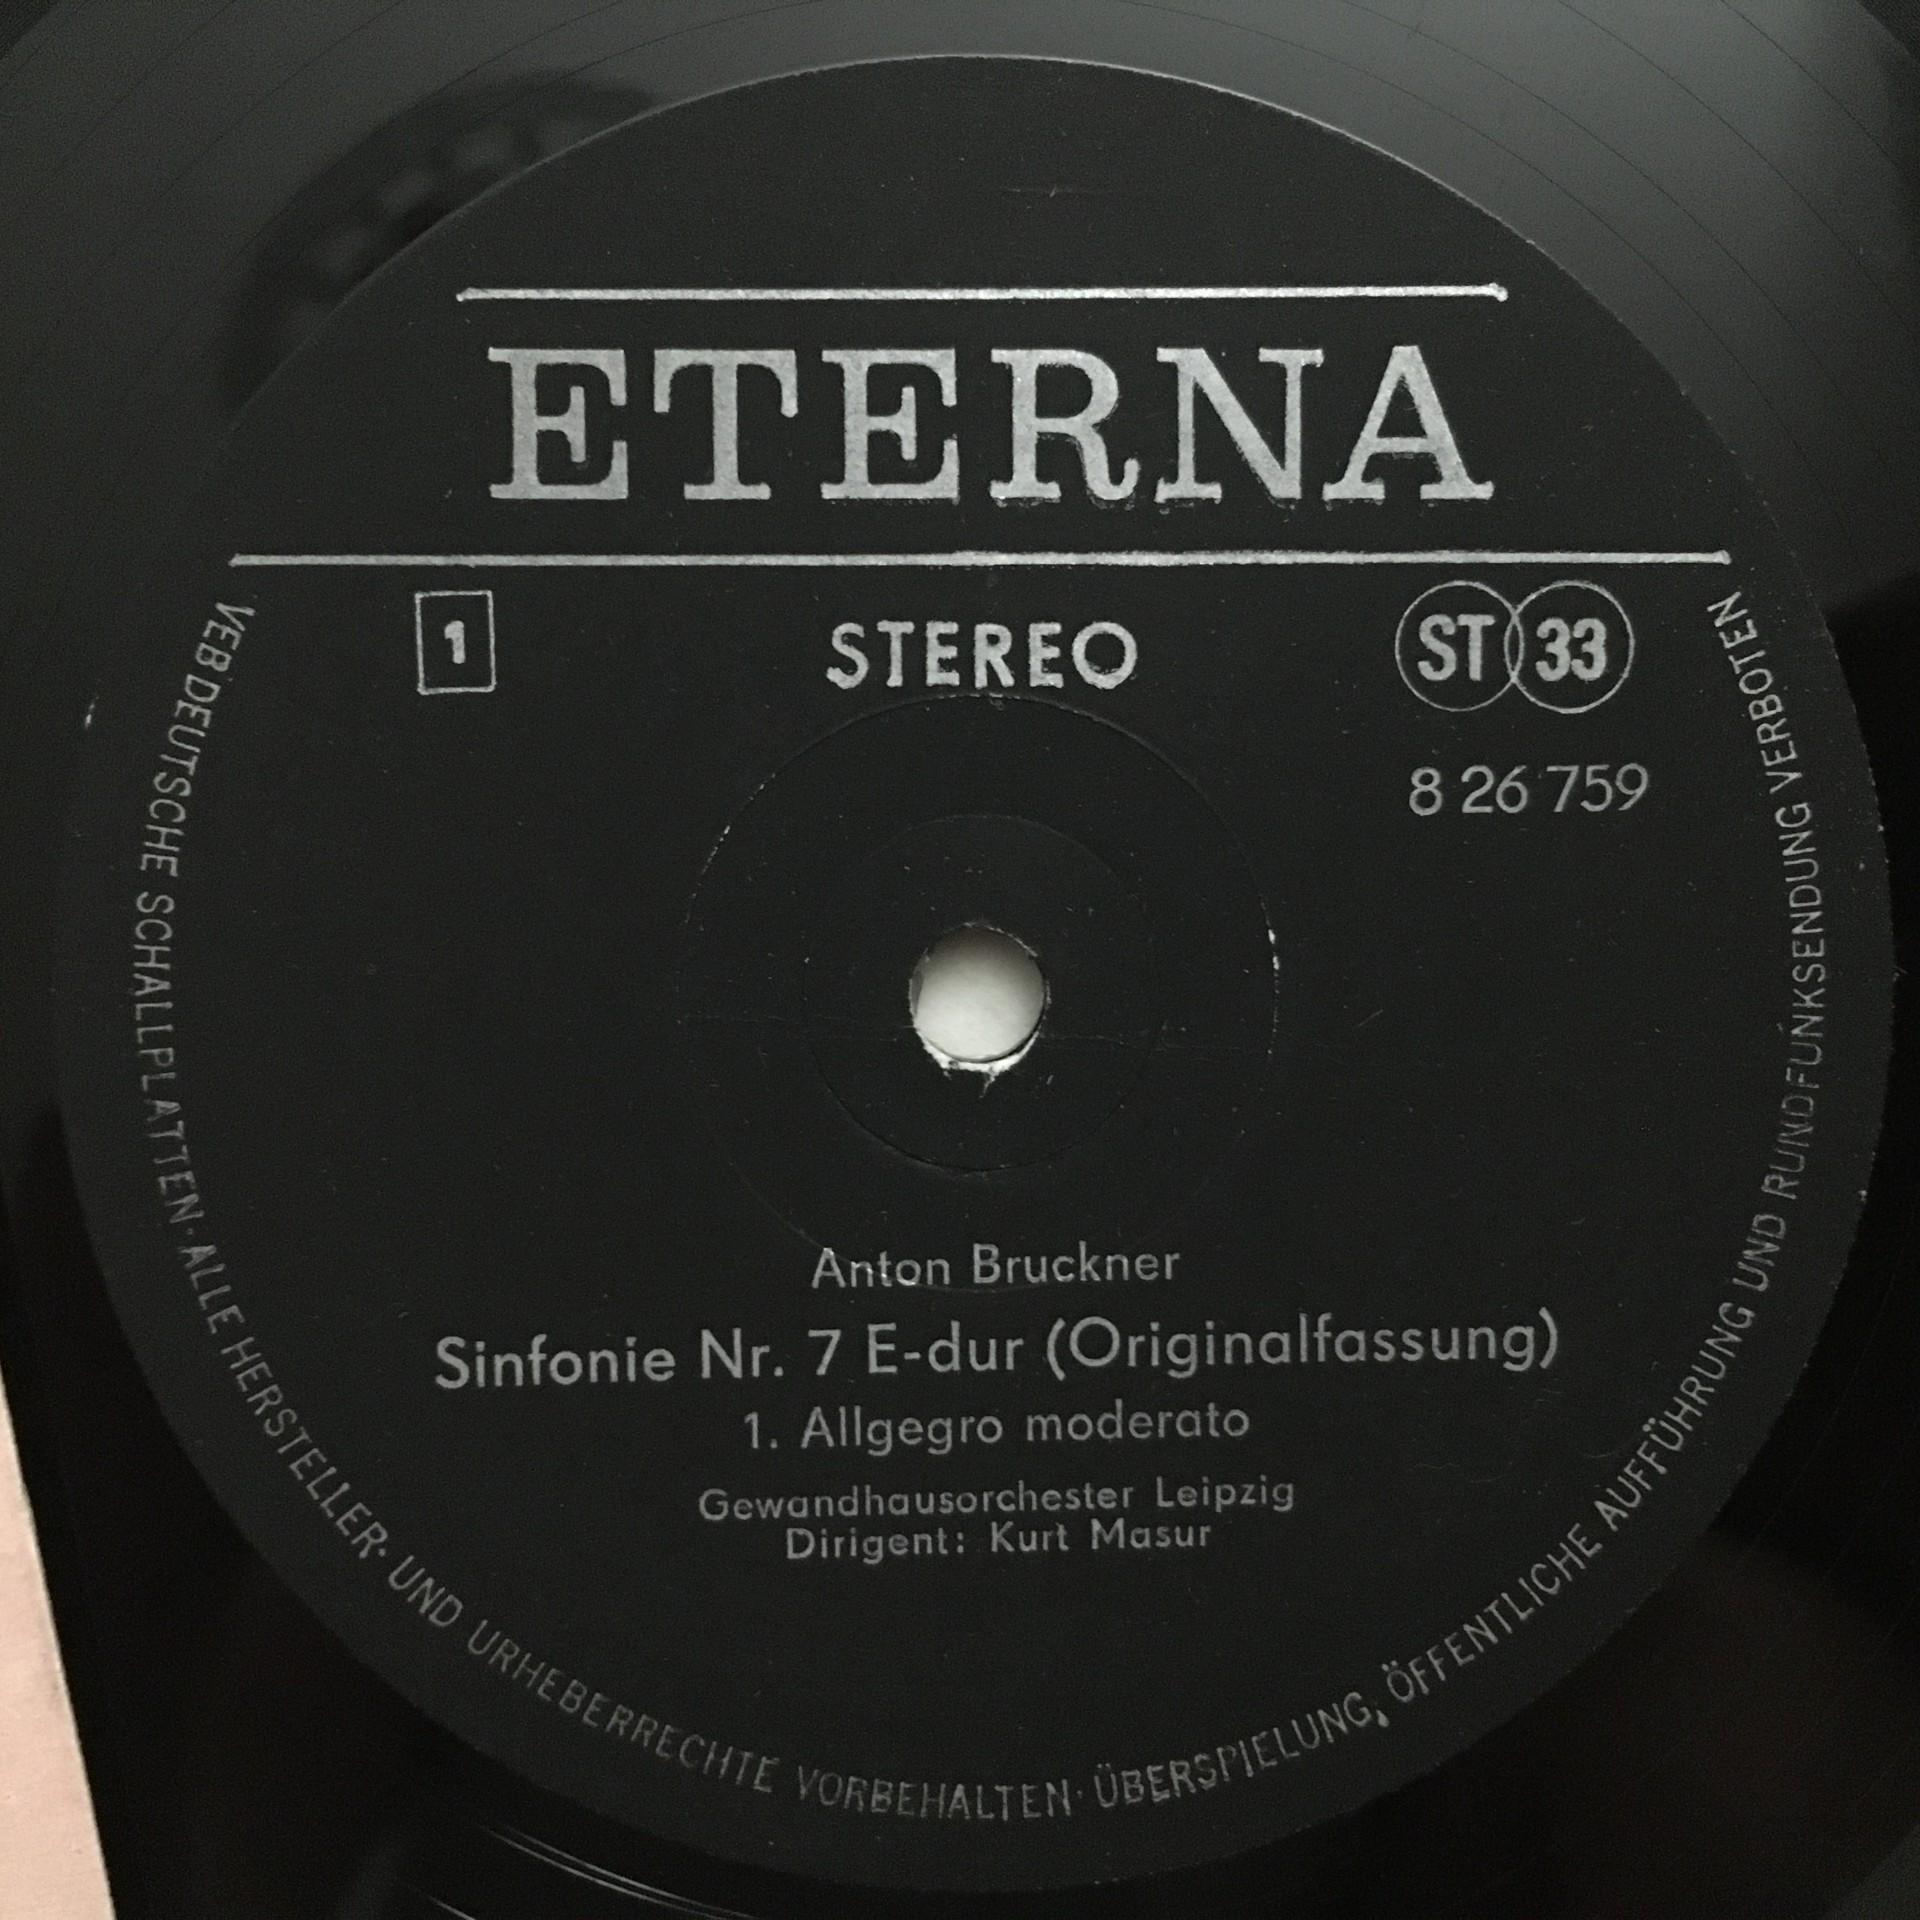 ETERNA
1
STEREO
ST 33
8 26 759
Anton Bruckner
Sinfonie Nr. 7 E-dur (Originalfassung)
1. Allgegro moderato
Gewandhausorchester Leipzig
Dirigent: Kurt Masur
VEB DEUTSCHE SCHALLPLATTEN · ALLE HERSTELLER- UND URHEBERRECHTE VORBEHALTEN · ÜBERSPIELUNG, ÖFFENTLICHE AUFFÜHRUNG UND RUNDFUNKSENDUNG VERBOTEN